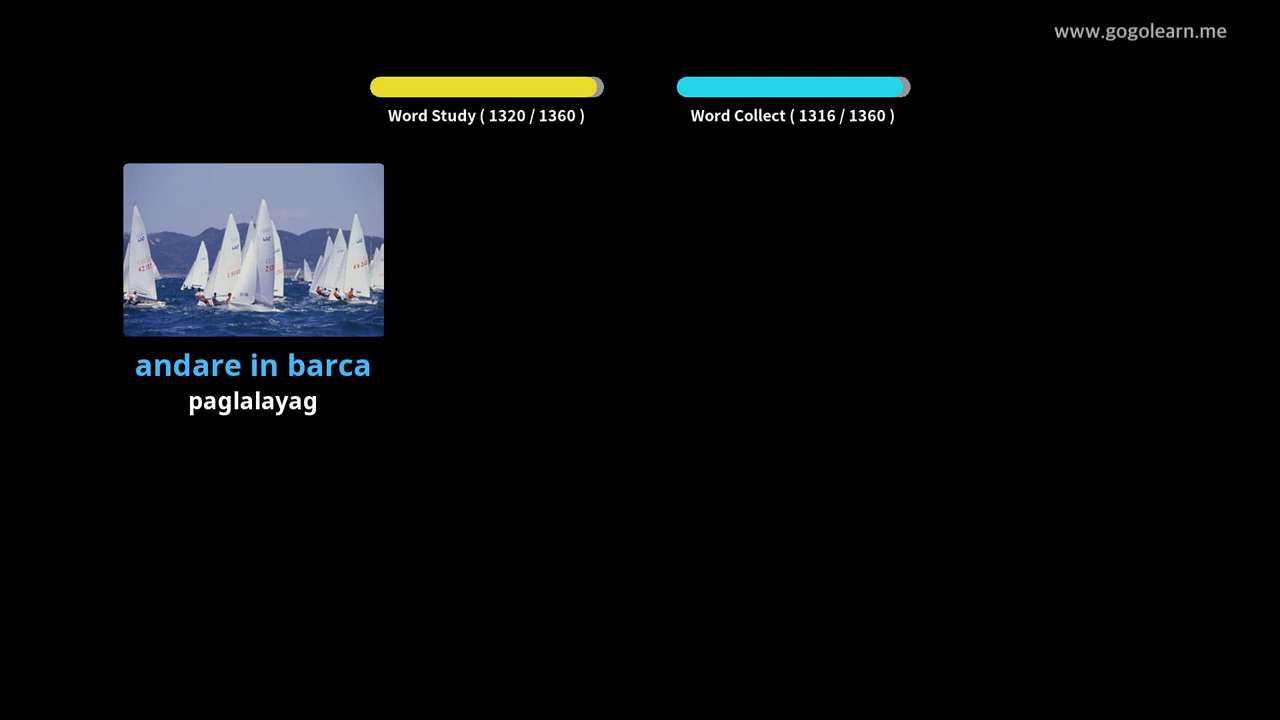 www.gogolearn.me
Word Study ( 1320 / 1360 )
Word Collect ( 1316 / 1360 )
andare in barca
paglalayag